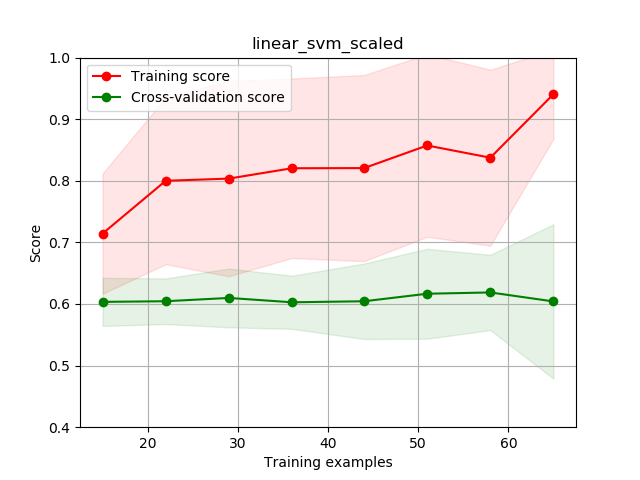 linear_svm_scaled
Training score
Cross-validation score
1.0
0.9
0.8
0.7
0.6
0.5
0.4
Score
20 30 40 50 60
Training examples